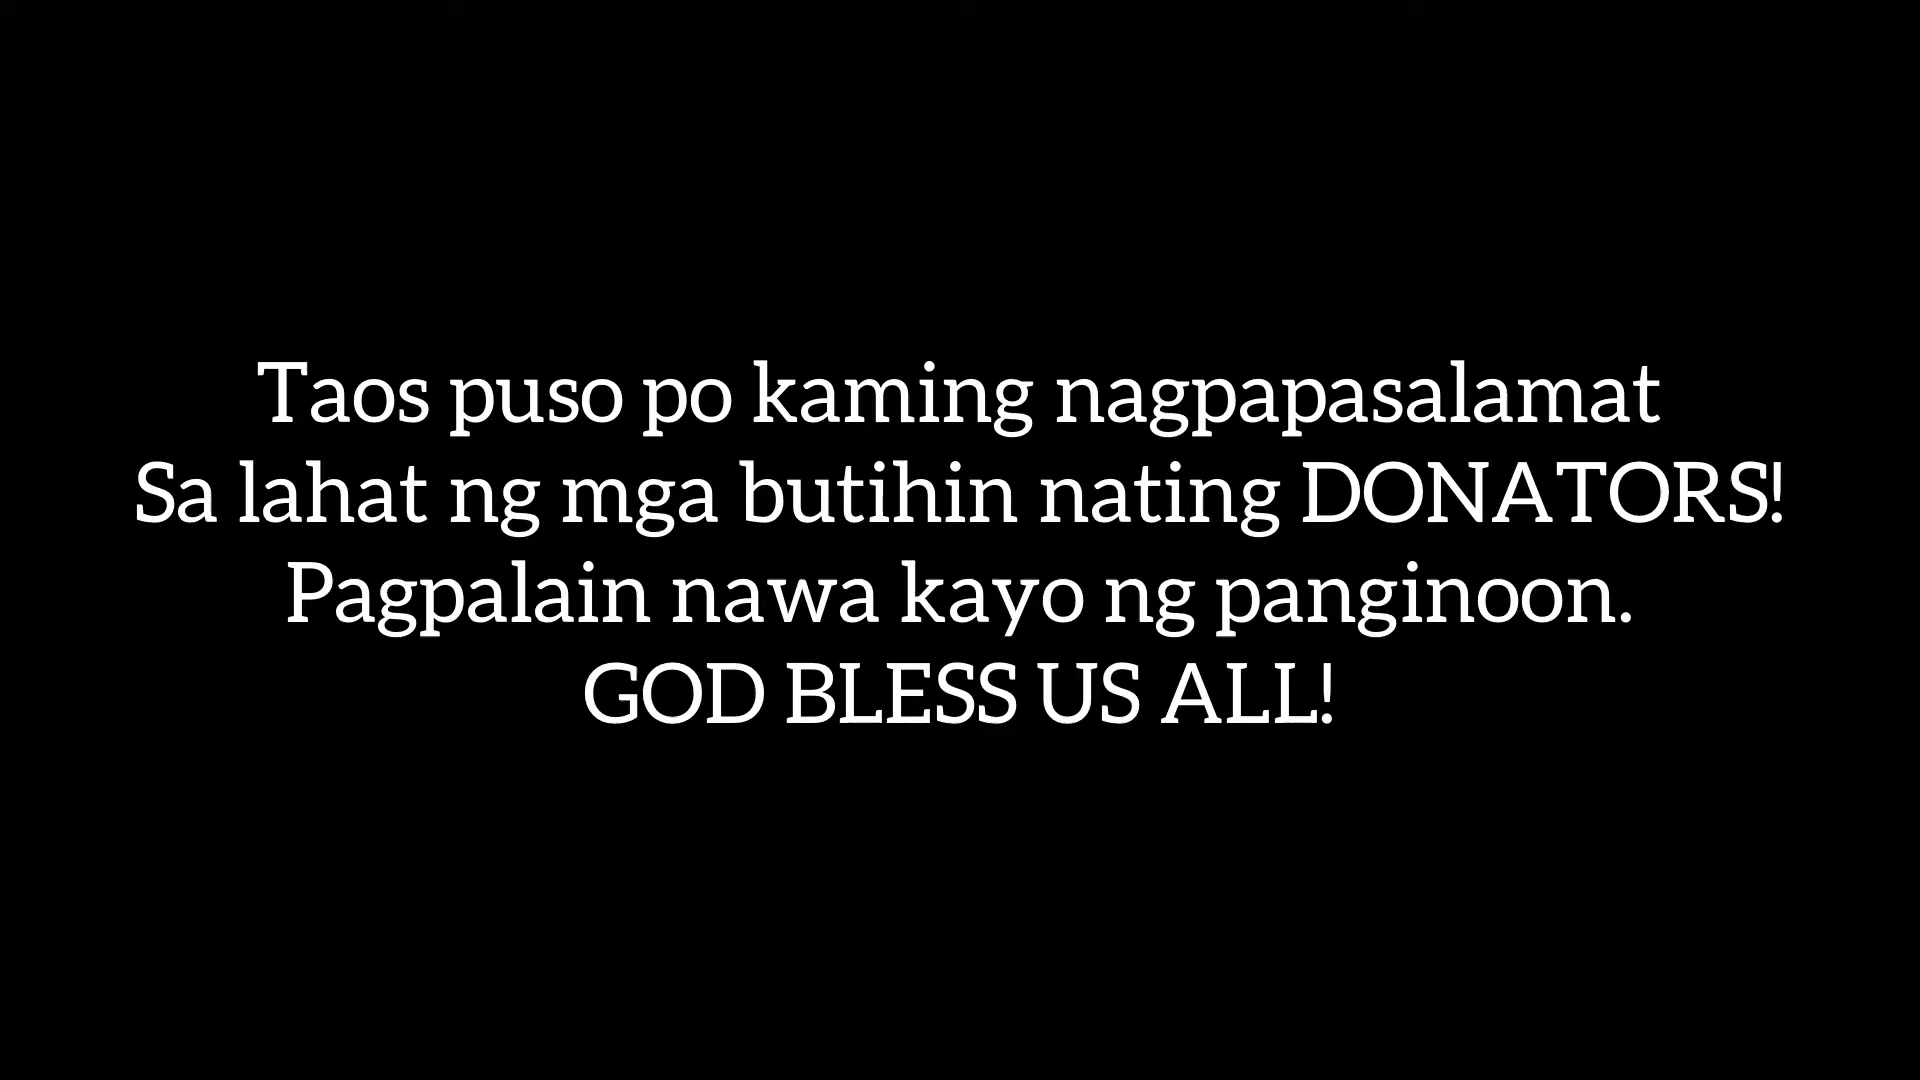 Taos puso po kaming nagpapasalamat
Sa lahat ng mga butihin nating DONATORS!
Pagpalain nawa kayo ng panginoon.
GOD BLESS US ALL!